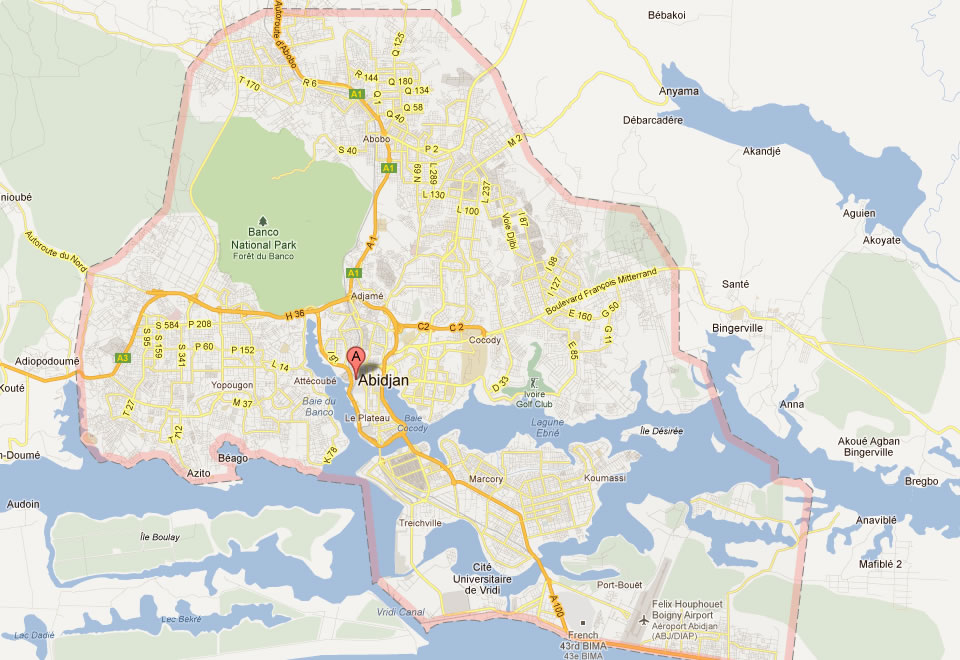 Bébakoi
Autoroute d'Abobo
Q 125
T 170
R 6
R 144
Q 180
Q 134
A1
Q 1
Q 58
Q 40
Anyama
Débarcadère
Akandjé
Abobo
S 40
P 2
M 2
A1
N 69
L 289
L 130
L 237
L 100
I 87
Voie Djibi
nioubé
Aguien
Akoyate
Banco
National Park
Forêt du Banco
Autoroute du Nord
A 1
A1
I 98
I 127
Boulevard François Mitterrand
Santé
Adjamé
H 36
C2
C 2
Cocody
E 160
G 50
G 11
E 85
Bingerville
S 584
P 208
S 95
S 159
S 341
P 60
P 152
A3
L 14
Adiopodoumé
Kouté
Yopougon
Attécoubé
A
Abidjan
D 33
Ivoire
Golf Club
Baie du
Banco
M 37
T 27
T 712
Le Plateau
Baie
Cocody
Lagune
Ébrié
Île Désirée
Anna
Akoué Agban
Bingerville
n-Doumé
Béago
K 78
Azito
Marcory
Koumassi
Bregbo
Audoin
Treichville
Anaviblé
Île Boulay
Cité
Universitaire
de Vridi
Mafiblé 2
Port-Bouët
A 100
Vridi Canal
Lac Bekré
Lac Dadié
Felix Houphouet
Boigny Airport
Aéroport Abidjan
(ABJ/DIAP)
French
43rd BIMA
43e BIMA